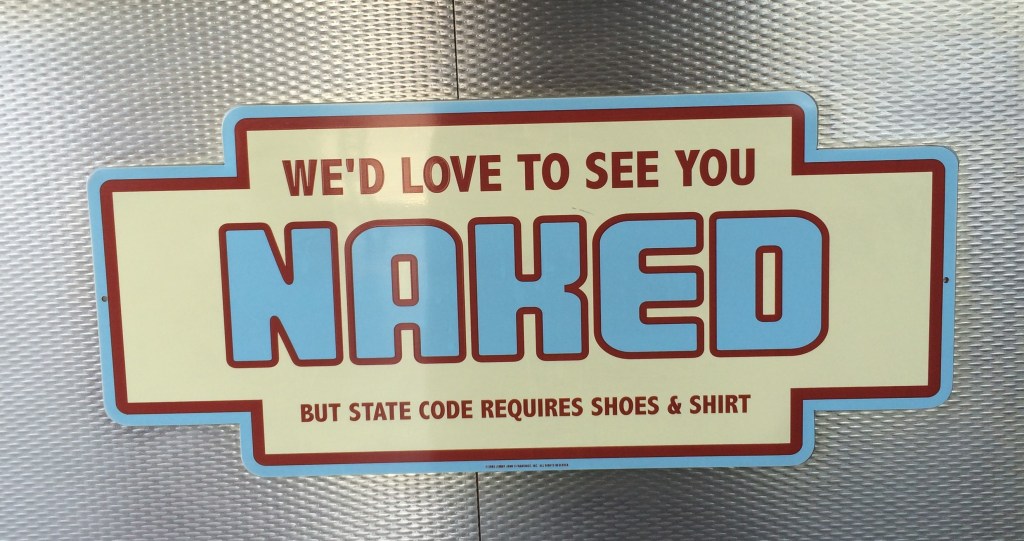 WE'D LOVE TO SEE YOU
NAKED
BUT STATE CODE REQUIRES SHOES & SHIRT